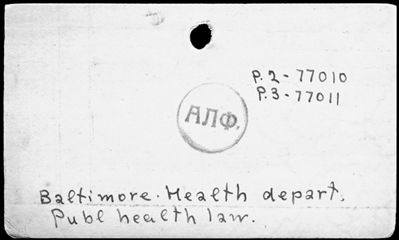 P.2-77010
P.3-77011
АЛФ.
Baltimore. Health depart.
Publ health law.